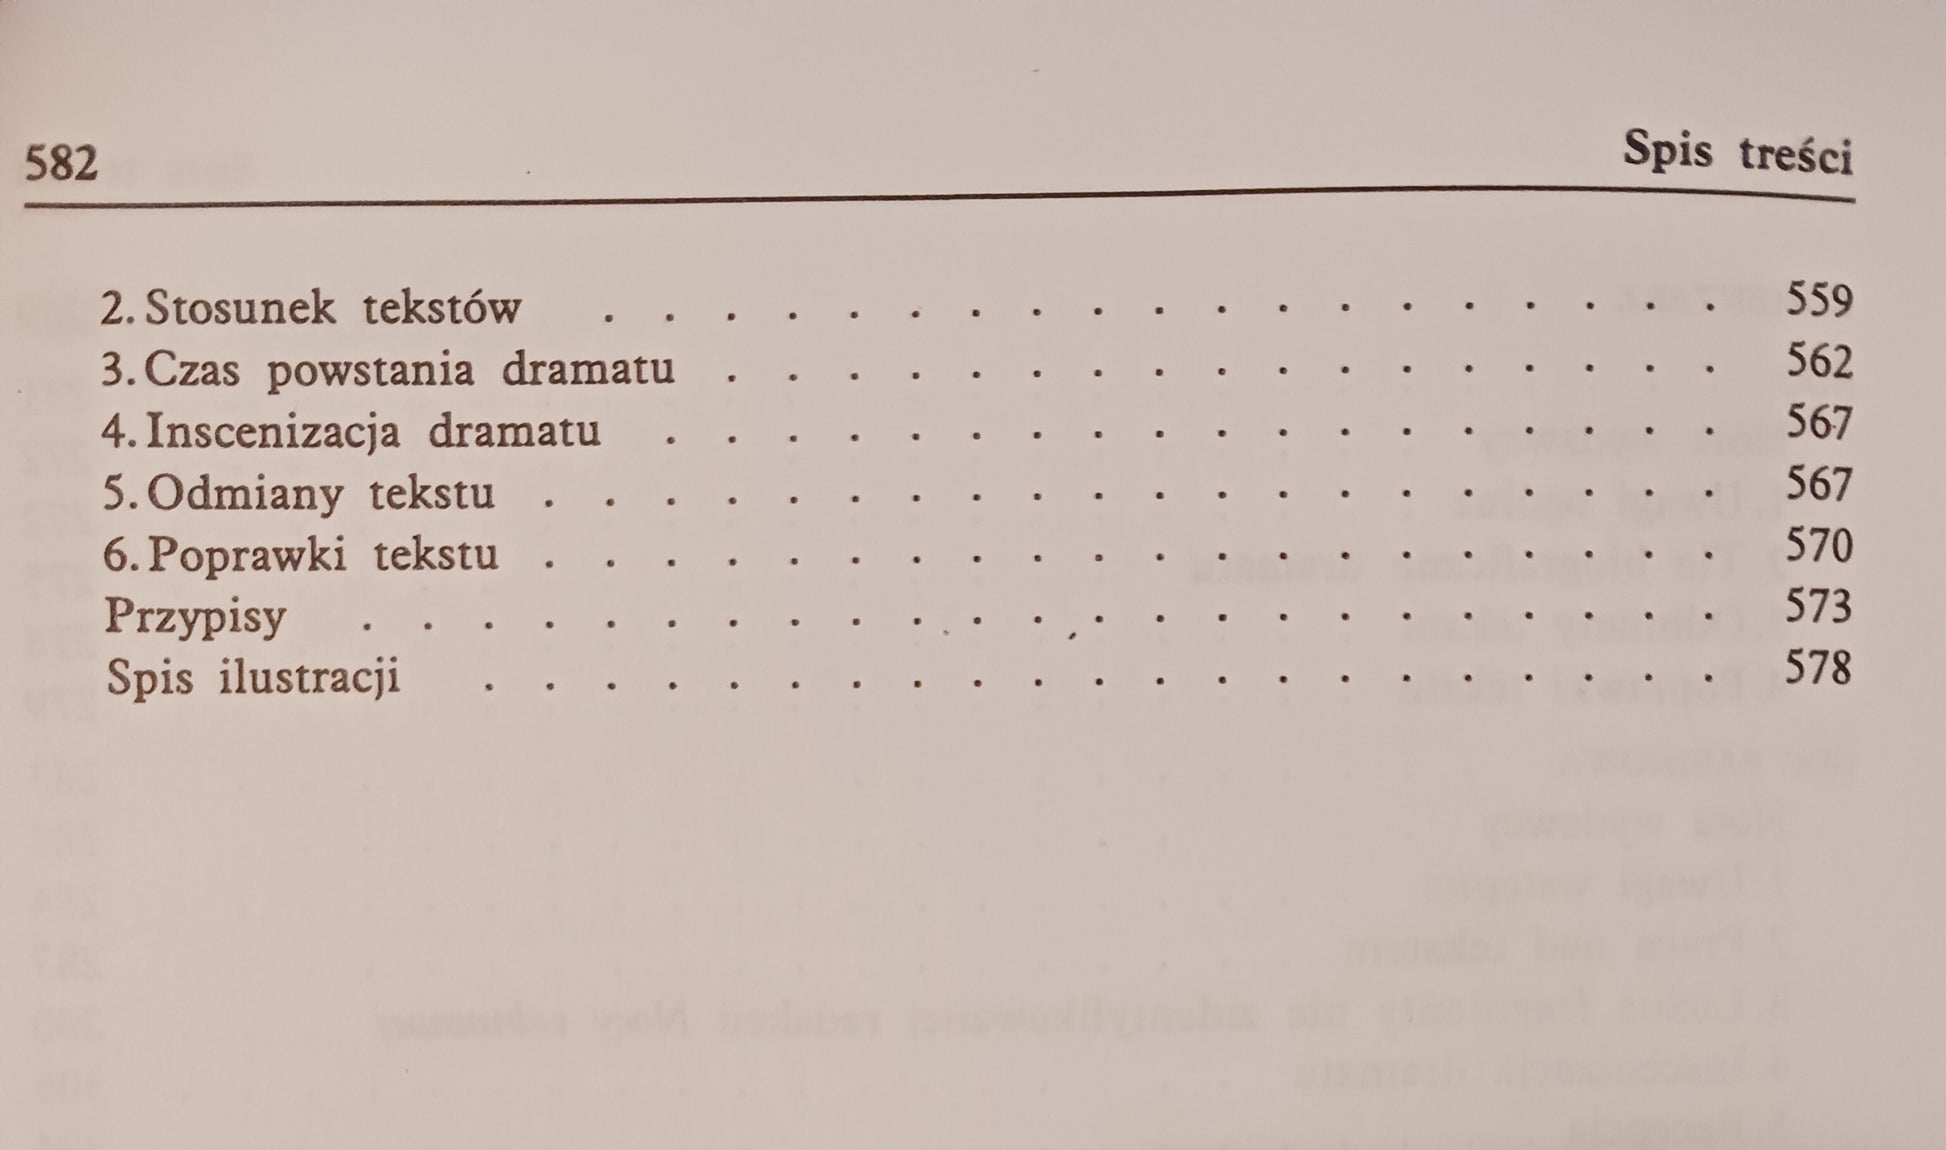 582 Spis treści
2. Stosunek tekstów . . . . . . . . . . . . . . . . . . . 559
3. Czas powstania dramatu . . . . . . . . . . . . . . . . . 562
4. Inscenizacja dramatu . . . . . . . . . . . . . . . . . . 567
5. Odmiany tekstu . . . . . . . . . . . . . . . . . . . . 567
6. Poprawki tekstu . . . . . . . . . . . . . . . . . . . . 570
Przypisy . . . . . . . . . . . . . . . . . . . . . . . 573
Spis ilustracji . . . . . . . . . . . . . . . . . . . . . 578